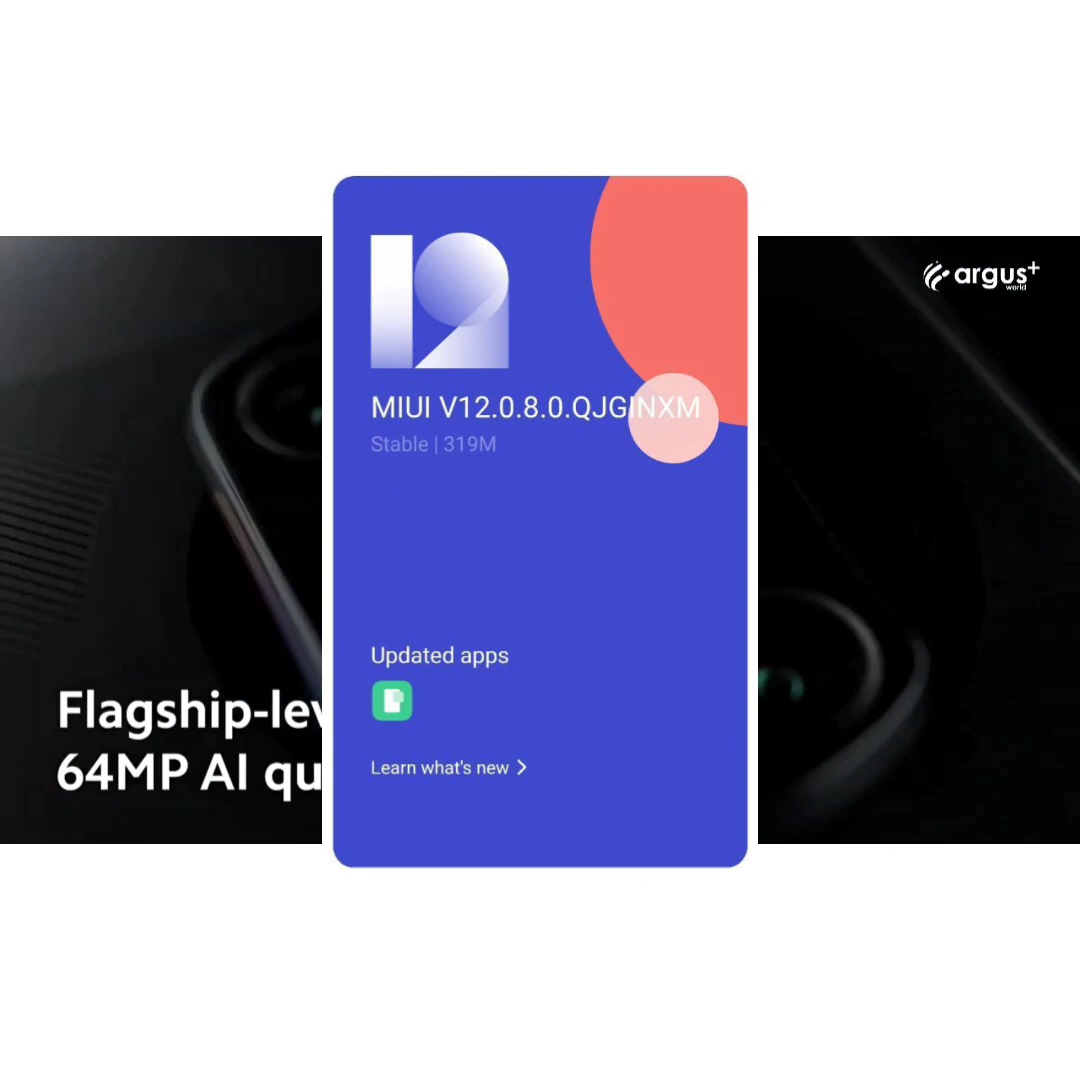 argus+
world
MIUI V12.0.8.0.QJGINXM
Stable | 319M
Updated apps
Flagship-lev
64MP AI qu
Learn what's new